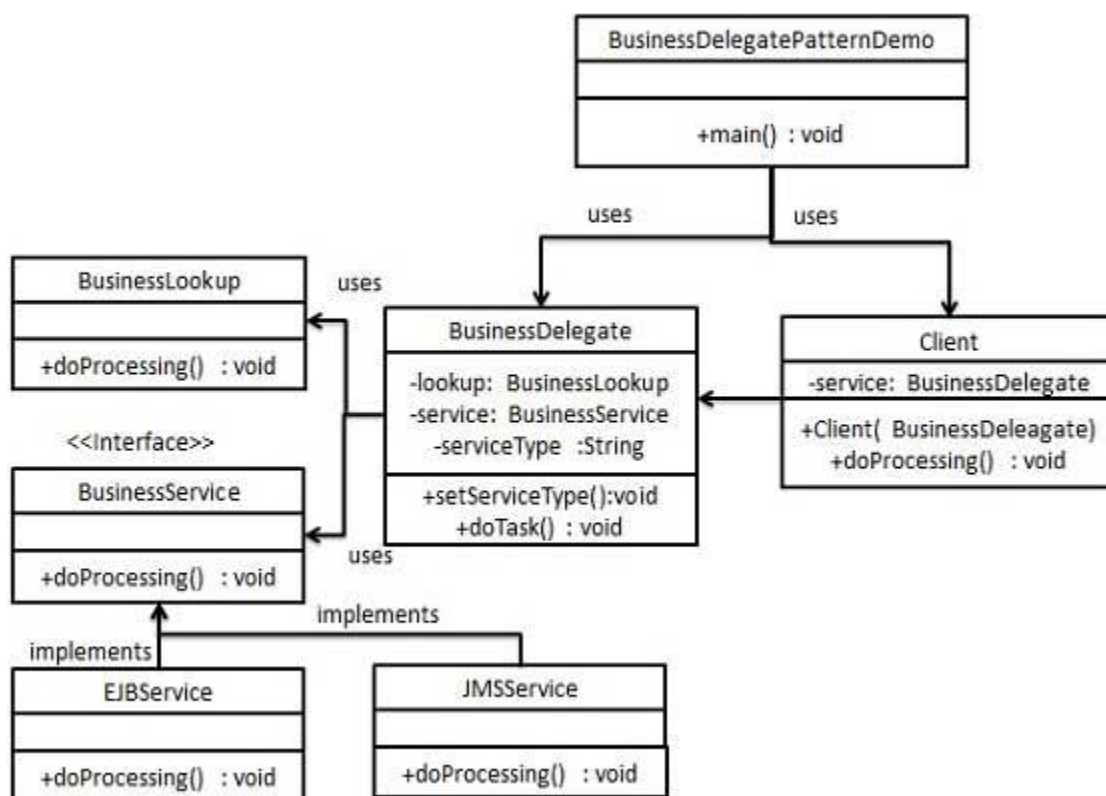 BusinessDelegatePatternDemo
+main() : void
uses
uses
BusinessLookup
+doProcessing() : void
uses
BusinessDelegate
-lookup: BusinessLookup
-service: BusinessService
-serviceType :String
+setServiceType():void
+doTask() : void
Client
-service: BusinessDelegate
+Client( BusinessDeleagate)
+doProcessing() : void
<<Interface>>
BusinessService
+doProcessing() : void
uses
implements
implements
EJBService
+doProcessing() : void
JMSService
+doProcessing() : void